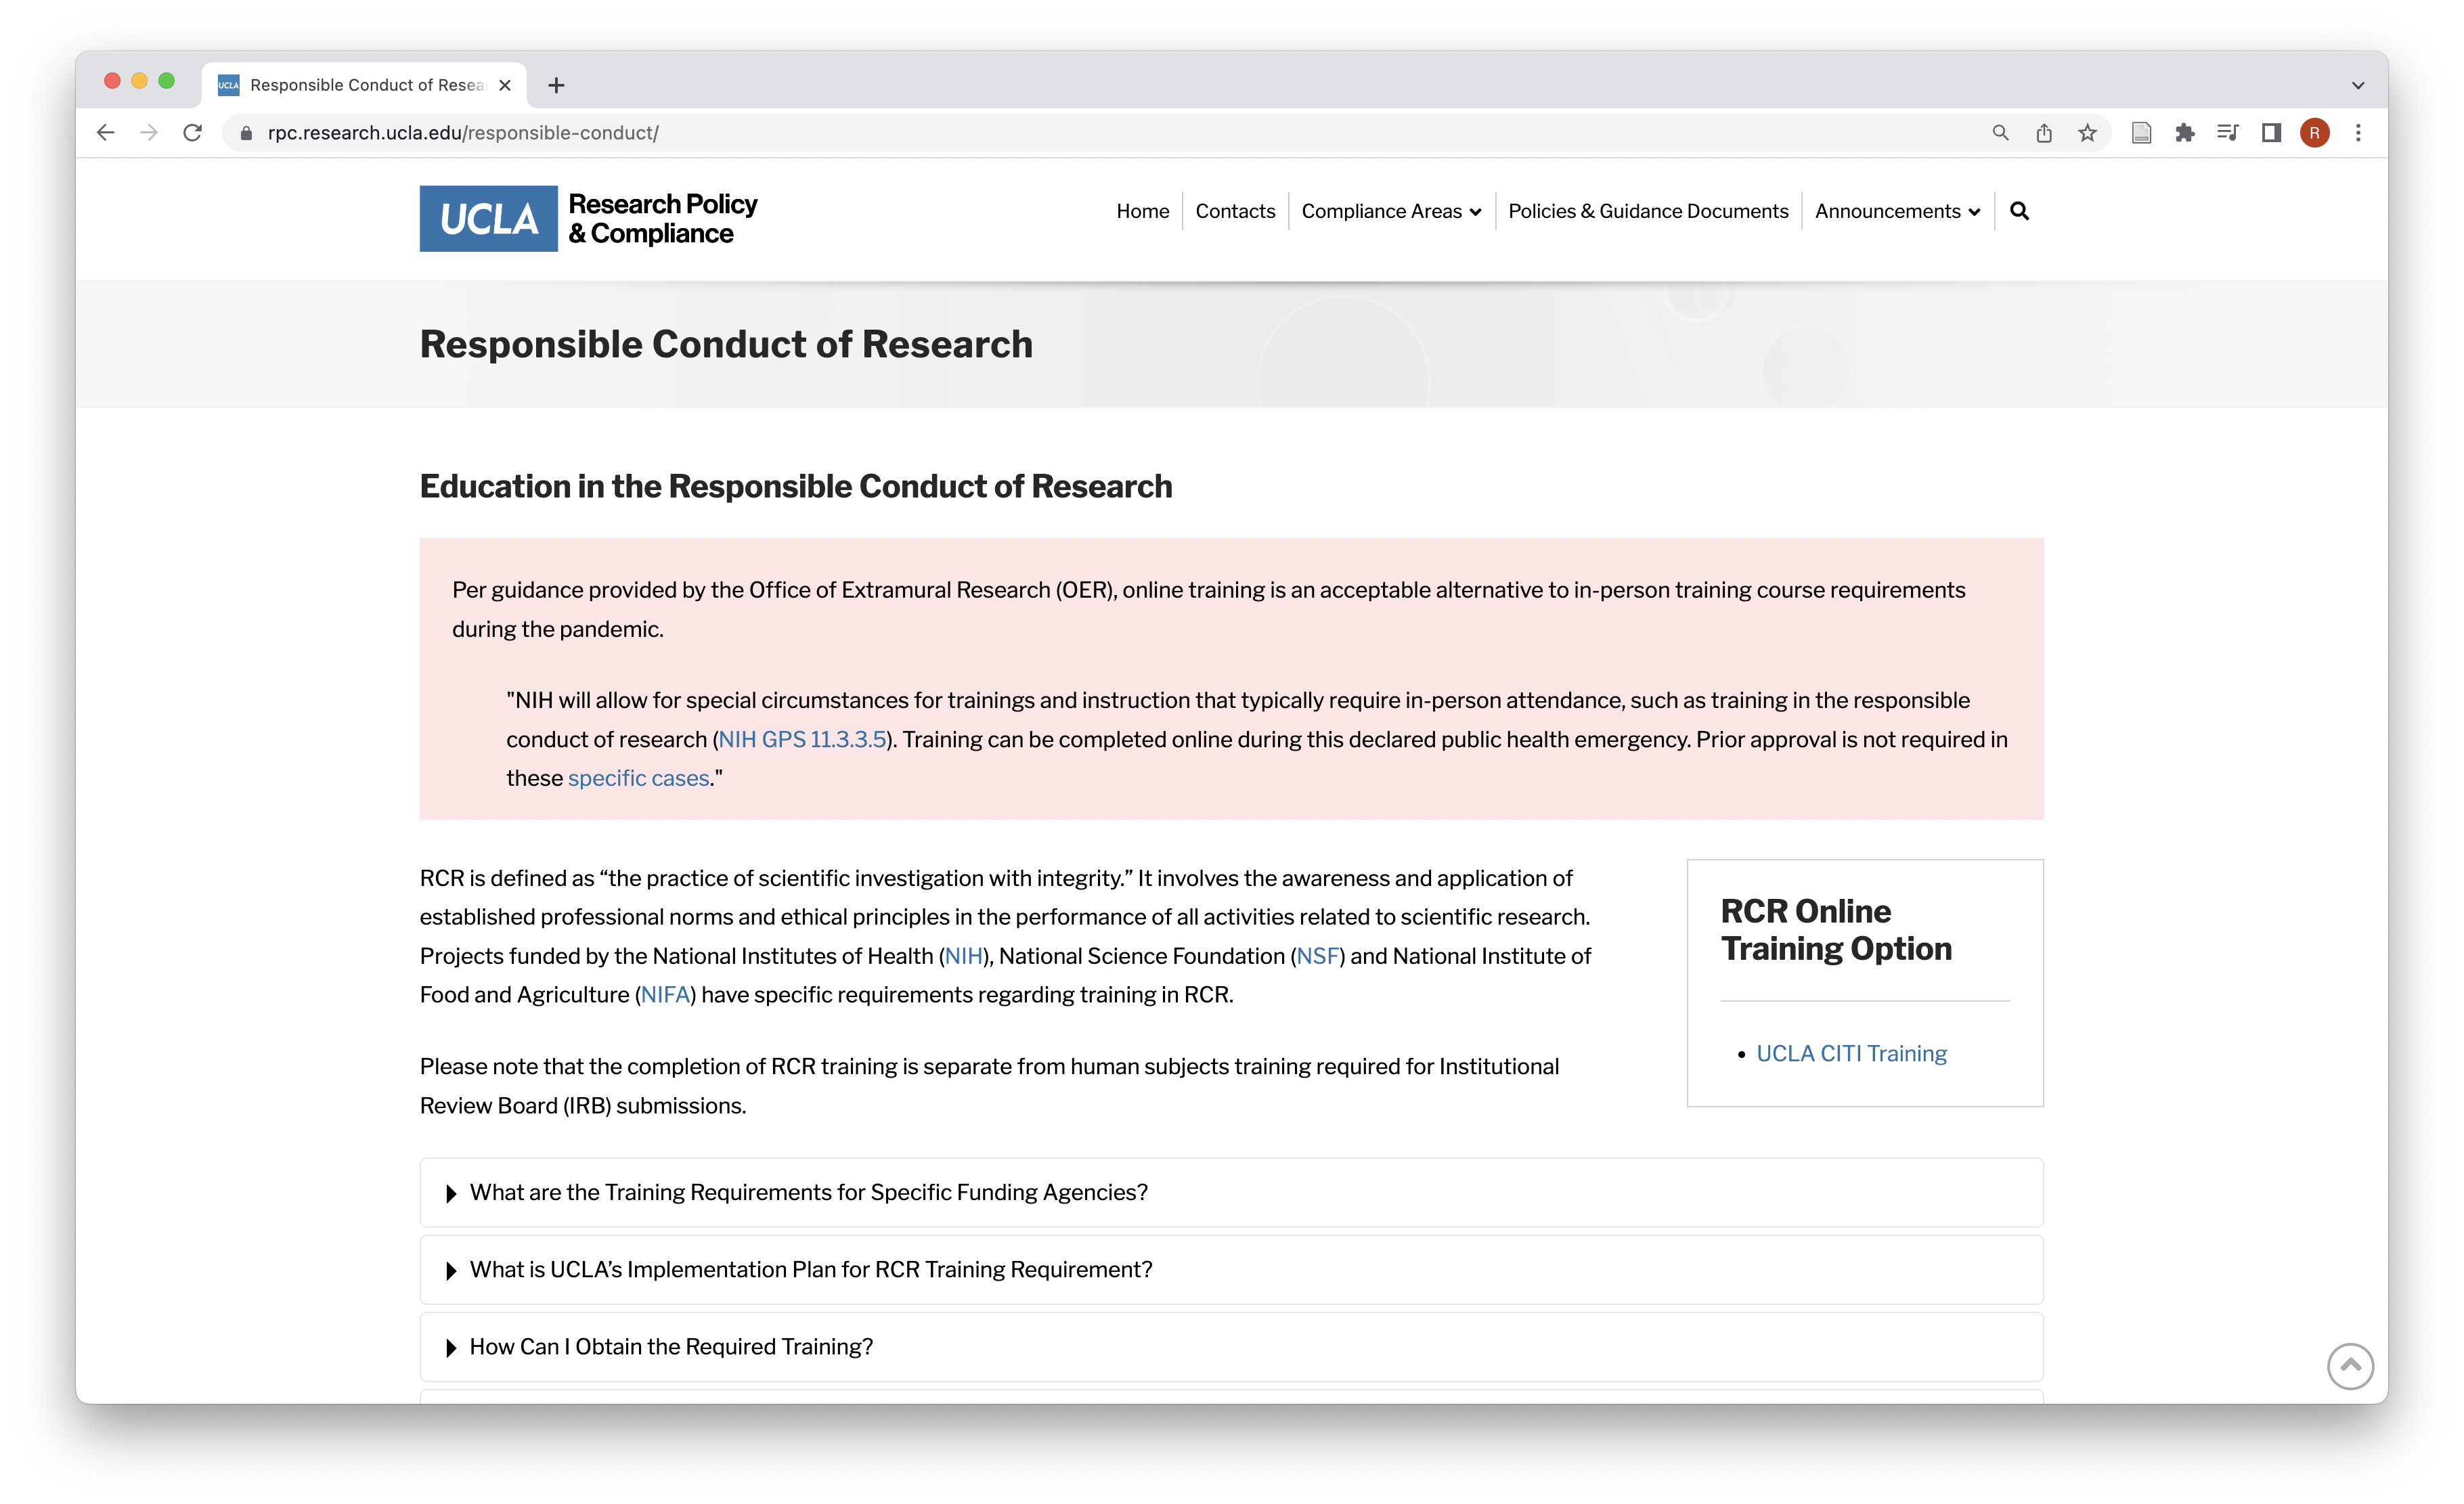 UCLA Responsible Conduct of Resea
rpc.research.ucla.edu/responsible-conduct/
R
UCLA Research Policy
& Compliance
Home
Contacts
Compliance Areas
Policies & Guidance Documents
Announcements
Responsible Conduct of Research
Education in the Responsible Conduct of Research
Per guidance provided by the Office of Extramural Research (OER), online training is an acceptable alternative to in-person training course requirements
during the pandemic.
"NIH will allow for special circumstances for trainings and instruction that typically require in-person attendance, such as training in the responsible
conduct of research (NIH GPS 11.3.3.5). Training can be completed online during this declared public health emergency. Prior approval is not required in
these specific cases."
RCR is defined as “the practice of scientific investigation with integrity.” It involves the awareness and application of
established professional norms and ethical principles in the performance of all activities related to scientific research.
Projects funded by the National Institutes of Health (NIH), National Science Foundation (NSF) and National Institute of
Food and Agriculture (NIFA) have specific requirements regarding training in RCR.
Please note that the completion of RCR training is separate from human subjects training required for Institutional
Review Board (IRB) submissions.
RCR Online
Training Option
• UCLA CITI Training
What are the Training Requirements for Specific Funding Agencies?
What is UCLA’s Implementation Plan for RCR Training Requirement?
How Can I Obtain the Required Training?